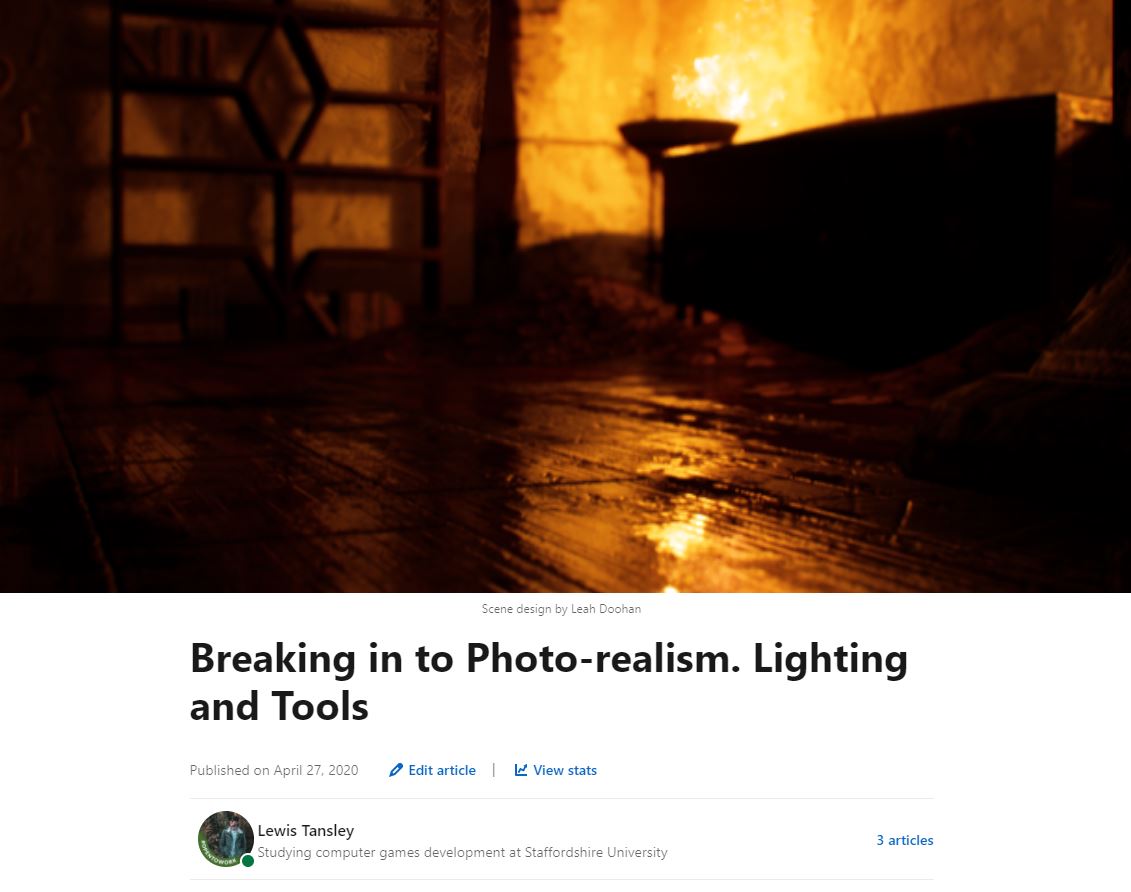 Scene design by Leah Doohan
Breaking in to Photo-realism. Lighting
and Tools
Published on April 27, 2020 Edit article | View stats
Lewis Tansley
Studying computer games development at Staffordshire University
3 articles
#OPENTOWORK